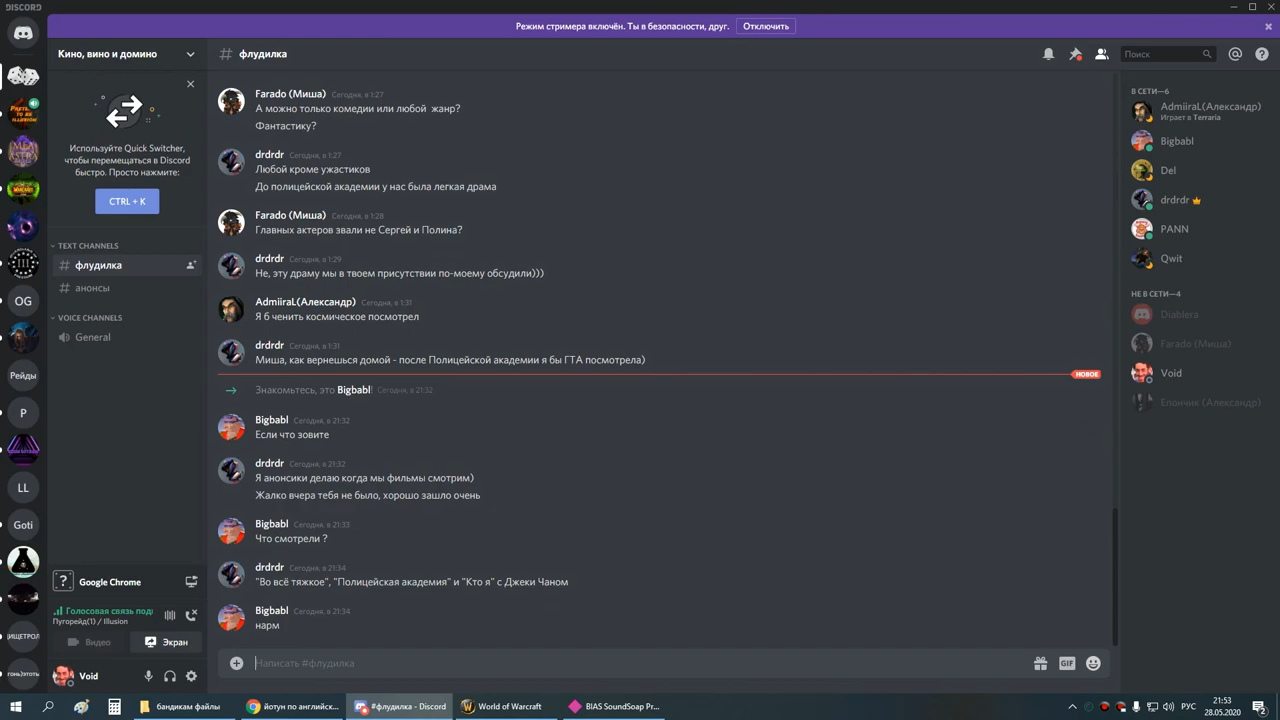 DISCORD
Режим стримера включён. Ты в безопасности, друг.
Отключить
Кино, вино и домино
# флудилка
Поиск
Используйте Quick Switcher,
чтобы перемещаться в Discord
быстро. Просто нажмите:
CTRL + K
TEXT CHANNELS
# флудилка
# анонсы
VOICE CHANNELS
General
OG
Рейды
P
LL
Goti
Google Chrome
Пугорейд(1) / Illusion
Видео
Экран
Void
Farado (Миша) Сегодня, в 1:27
А можно только комедии или любой жанр?
Фантастику?
drdrdr Сегодня, в 1:27
Любой кроме ужастиков
До полицейской академии у нас была легкая драма
Farado (Миша) Сегодня, в 1:28
Главных актеров звали не Сергей и Полина?
drdrdr Сегодня, в 1:29
Не, эту драму мы в твоем присутствии по-моему обсудили)))
AdmiiraL(Александр) Сегодня, в 1:31
Я б ченить космическое посмотрел
drdrdr Сегодня, в 1:31
Миша, как вернешься домой - после Полицейской академии я бы ГТА посмотрела)
НОВОЕ
Знакомьтесь, это Bigbabl! Сегодня, в 21:32
Bigbabl Сегодня, в 21:32
Если что зовите
drdrdr Сегодня, в 21:32
Я анонсики делаю когда мы фильмы смотрим)
Жалко вчера тебя не было, хорошо зашло очень
Bigbabl Сегодня, в 21:33
Что смотрели ?
drdrdr Сегодня, в 21:34
"Во всё тяжкое", "Полицейская академия" и "Кто я" с Джеки Чаном
Bigbabl Сегодня, в 21:34
нарм
Написать #флудилка
GIF
В СЕТИ—6
AdmiiraL(Александр)
Играет в Terraria
Bigbabl
Del
drdrdr
PANN
Qwit
НЕ В СЕТИ—4
Diablera
Farado (Миша)
Void
Епончик (Александр)
бандикам файлы
йотун по английски...
#флудилка - Discord
World of Warcraft
BIAS SoundSoap Pr...
РУС
21:53
28.05.2020
2